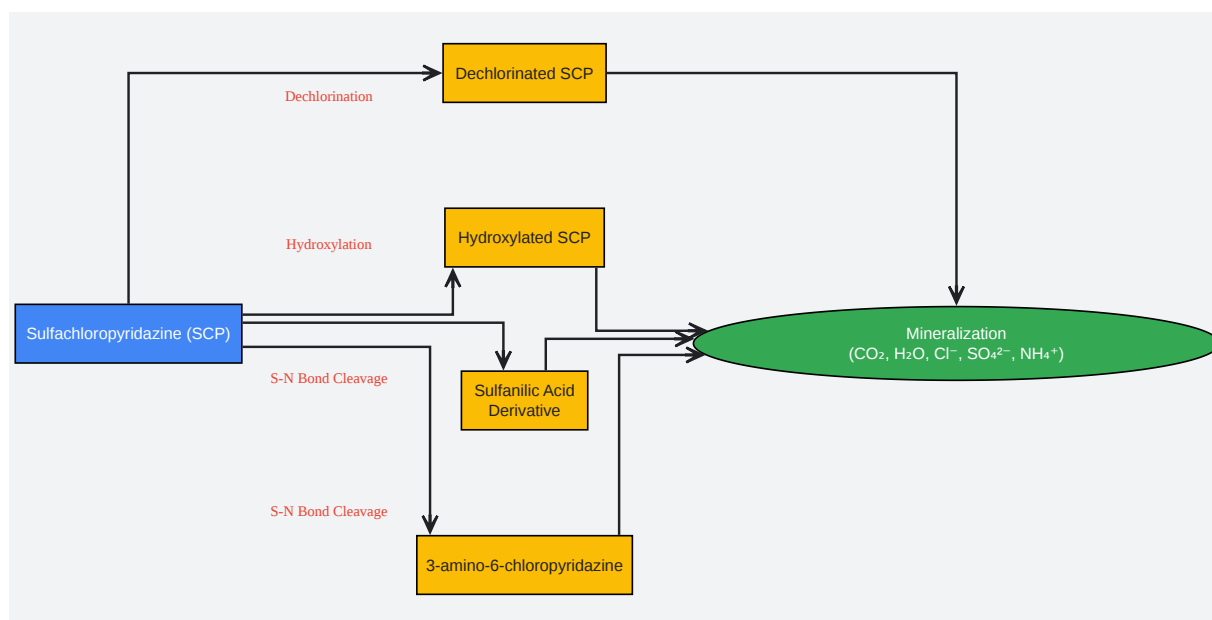 Dechlorinated SCP
Dechlorination
Hydroxylated SCP
Hydroxylation
Sulfachloropyridazine (SCP)
Mineralization
(CO₂, H₂O, Cl⁻, SO₄²⁻, NH₄⁺)
S-N Bond Cleavage
Sulfanilic Acid
Derivative
S-N Bond Cleavage
3-amino-6-chloropyridazine